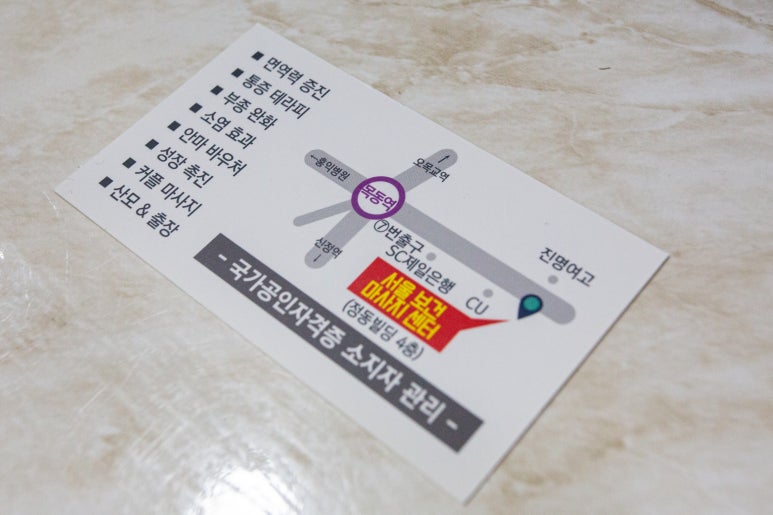 ■ 면역력 증진
■ 통증 테라피
■ 부종 완화
■ 소염 효과
■ 안마 바우처
■ 성장 촉진
■ 커플 마사지
■ 산모 & 출장
←홍익병원
오목교역
↑
목동역
신정역
↓
⑦번출구
SC제일은행
CU
진명여고
서울 보건
마사지 센터
(정동빌딩 4층)
- 국가공인자격증 소지자 관리 -